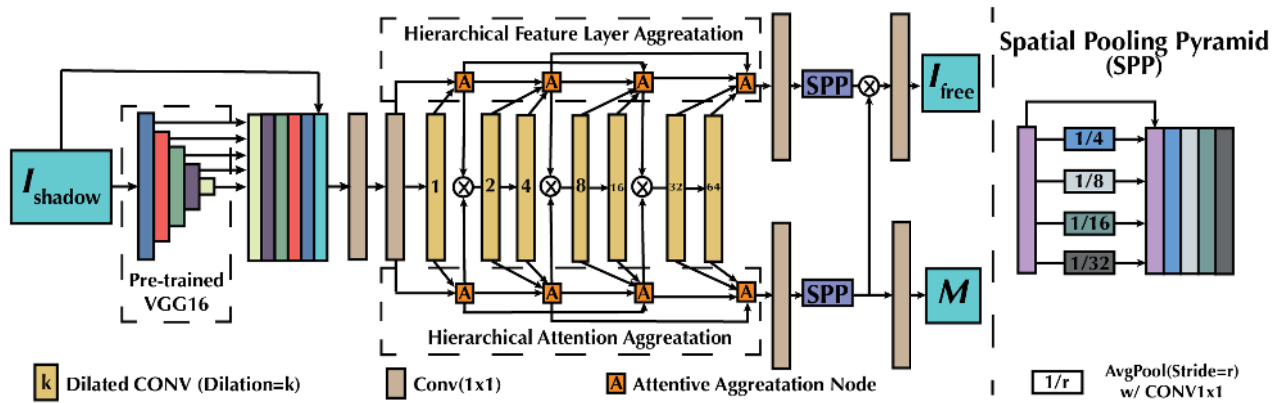 Hierarchical Feature Layer Aggreatation
A A A A
I shadow
Pre-trained
VGG16
1 2 4 8 16 32 64
A A A A
Hierarchical Attention Aggreatation
SPP
I free
SPP
M
k Dilated CONV (Dilation=k)
Conv(1x1)
A Attentive Aggreatation Node
Spatial Pooling Pyramid
(SPP)
1/4
1/8
1/16
1/32
1/r AvgPool(Stride=r)
w/ CONV1x1